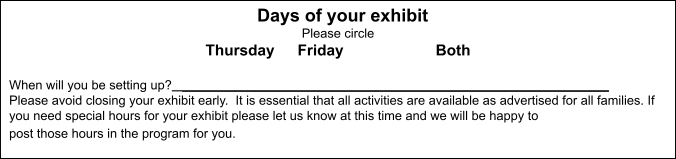 Days of your exhibit
Please circle
Thursday Friday Both
When will you be setting up?
Please avoid closing your exhibit early. It is essential that all activities are available as advertised for all families. If
you need special hours for your exhibit please let us know at this time and we will be happy to
post those hours in the program for you.